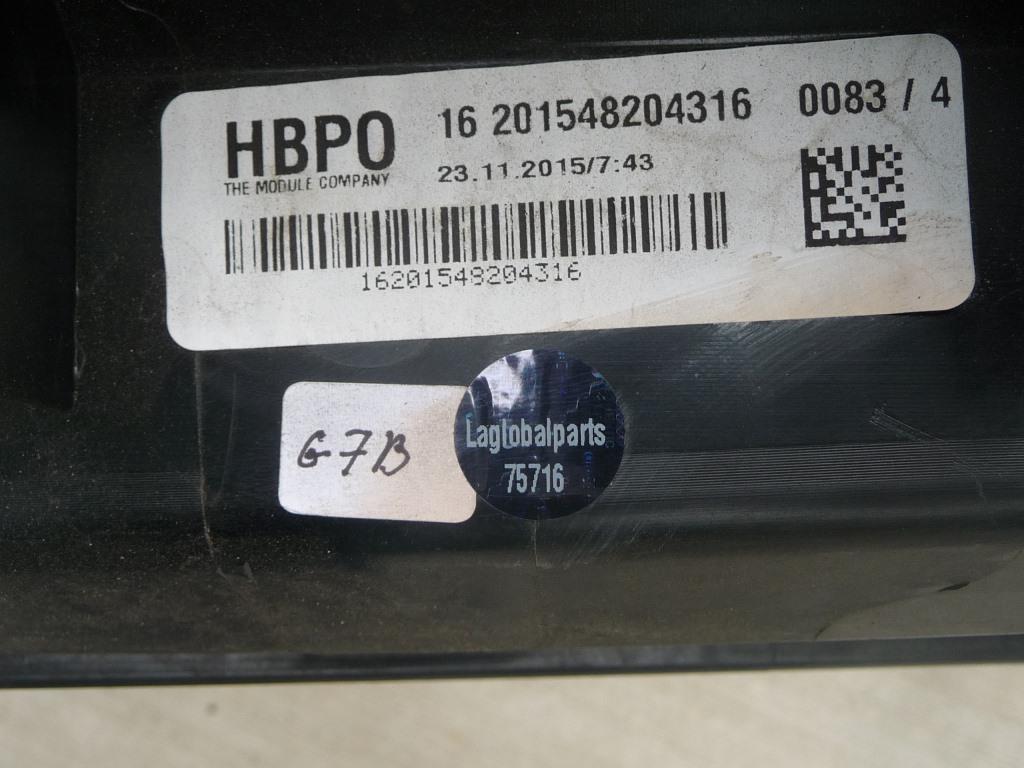 HBPO
THE MODULE COMPANY
16 201548204316 0083 / 4
23.11.2015/7:43
16201548204316
G7B
Laglobalparts
75716